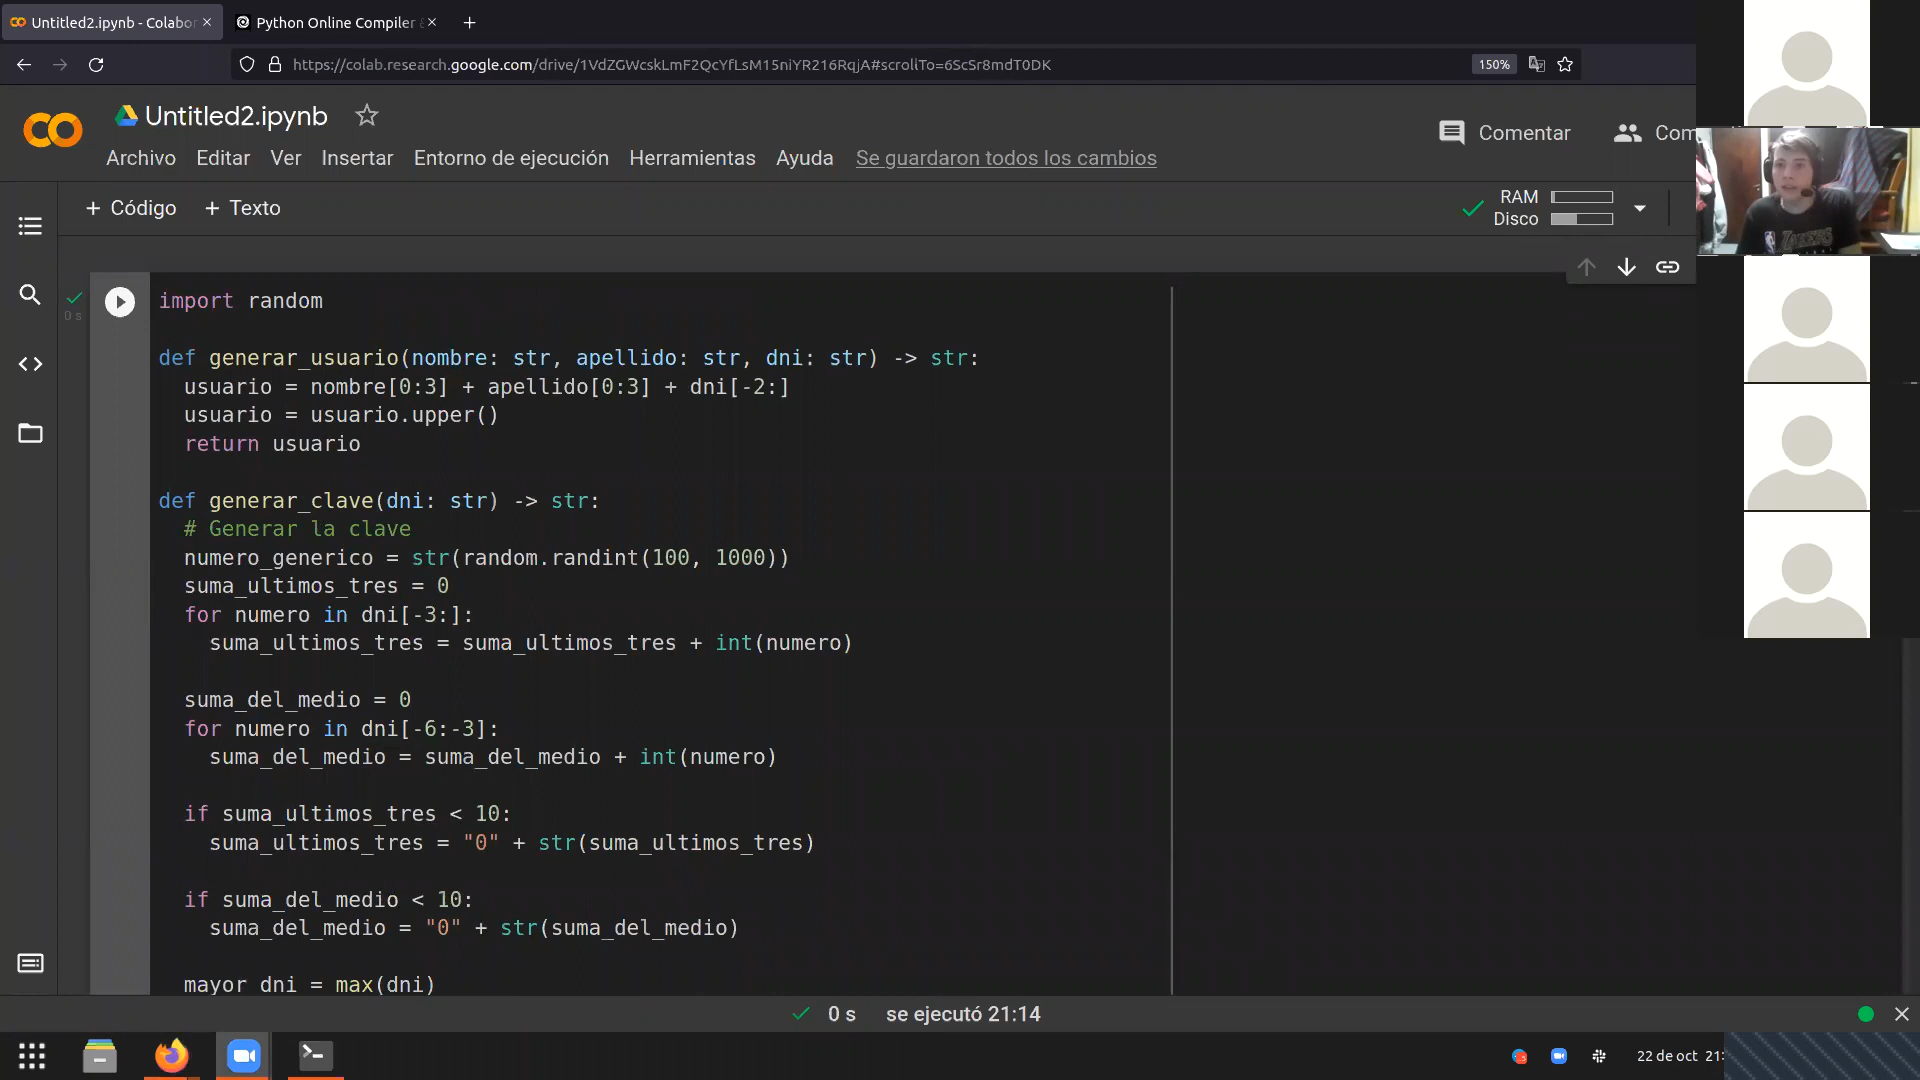 Untitled2.ipynb - Colabor
Python Online Compiler
https://colab.research.google.com/drive/1VdZGWcskLmF2QcYfLsM15niYR216RqjA#scrollTo=6ScSr8mdT0DK
150%
Untitled2.ipynb
Comentar
Com
Archivo Editar Ver Insertar Entorno de ejecución Herramientas Ayuda Se guardaron todos los cambios
+ Código + Texto
RAM
Disco
0 s
import random
def generar_usuario(nombre: str, apellido: str, dni: str) -> str:
usuario = nombre[0:3] + apellido[0:3] + dni[-2:]
usuario = usuario.upper()
return usuario
def generar_clave(dni: str) -> str:
# Generar la clave
numero_generico = str(random.randint(100, 1000))
suma_ultimos_tres = 0
for numero in dni[-3:]:
suma_ultimos_tres = suma_ultimos_tres + int(numero)
suma_del_medio = 0
for numero in dni[-6:-3]:
suma_del_medio = suma_del_medio + int(numero)
if suma_ultimos_tres < 10:
suma_ultimos_tres = "0" + str(suma_ultimos_tres)
if suma_del_medio < 10:
suma_del_medio = "0" + str(suma_del_medio)
mayor_dni = max(dni)
0 s se ejecutó 21:14
22 de oct 21: